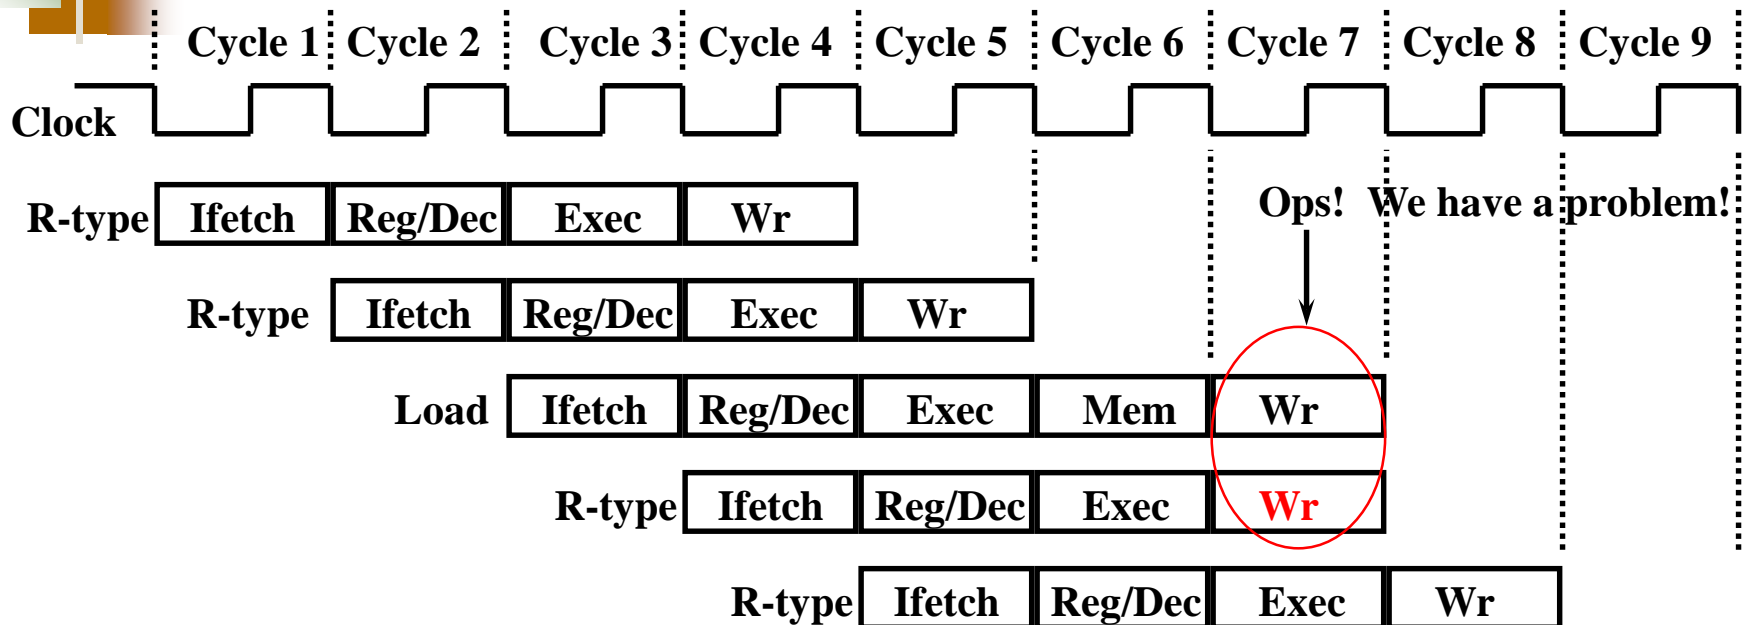 Cycle 1 Cycle 2 Cycle 3 Cycle 4 Cycle 5 Cycle 6 Cycle 7 Cycle 8 Cycle 9
Clock
R-type Ifetch Reg/Dec Exec Wr
Ops! We have a problem!
R-type Ifetch Reg/Dec Exec Wr
Load Ifetch Reg/Dec Exec Mem Wr
R-type Ifetch Reg/Dec Exec Wr
R-type Ifetch Reg/Dec Exec Wr